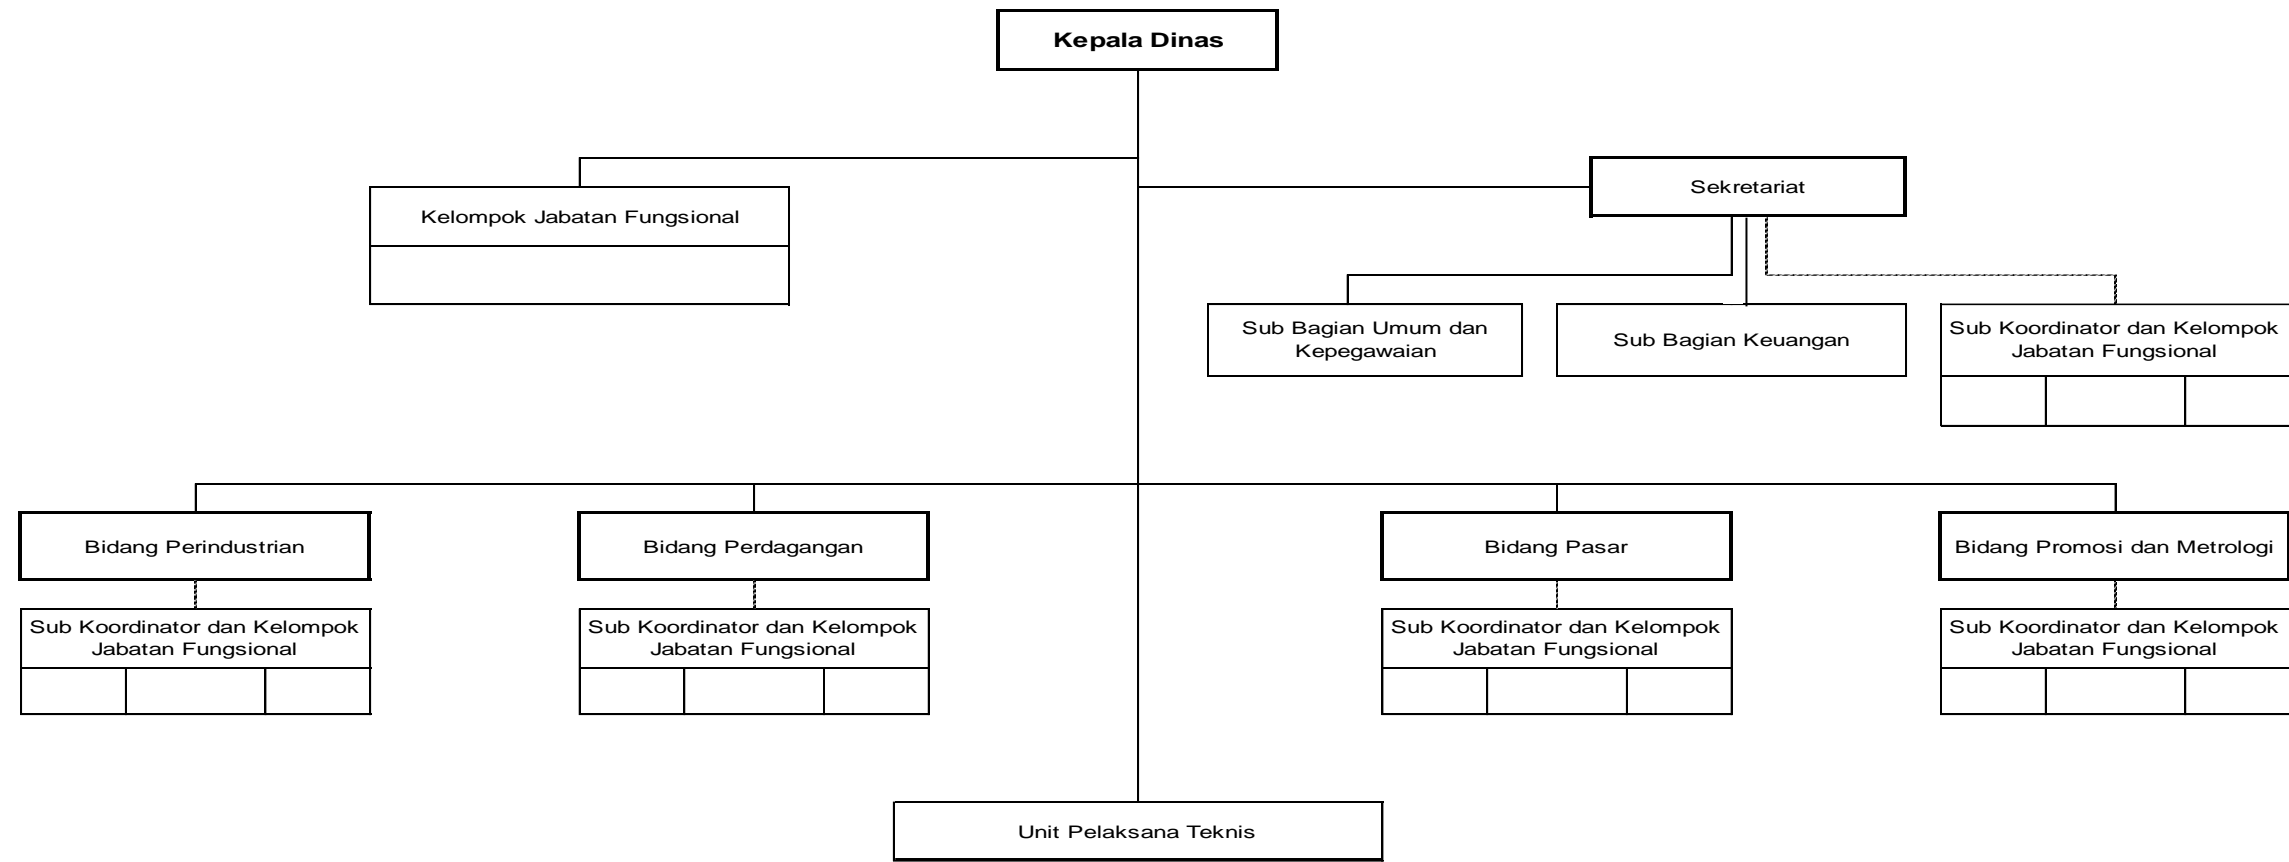 Kepala Dinas
Kelompok Jabatan Fungsional
Sekretariat
Sub Bagian Umum dan
Kepegawaian
Sub Bagian Keuangan
Sub Koordinator dan Kelompok
Jabatan Fungsional
Bidang Perindustrian
Bidang Perdagangan
Bidang Pasar
Bidang Promosi dan Metrologi
Sub Koordinator dan Kelompok
Jabatan Fungsional
Sub Koordinator dan Kelompok
Jabatan Fungsional
Sub Koordinator dan Kelompok
Jabatan Fungsional
Sub Koordinator dan Kelompok
Jabatan Fungsional
Unit Pelaksana Teknis